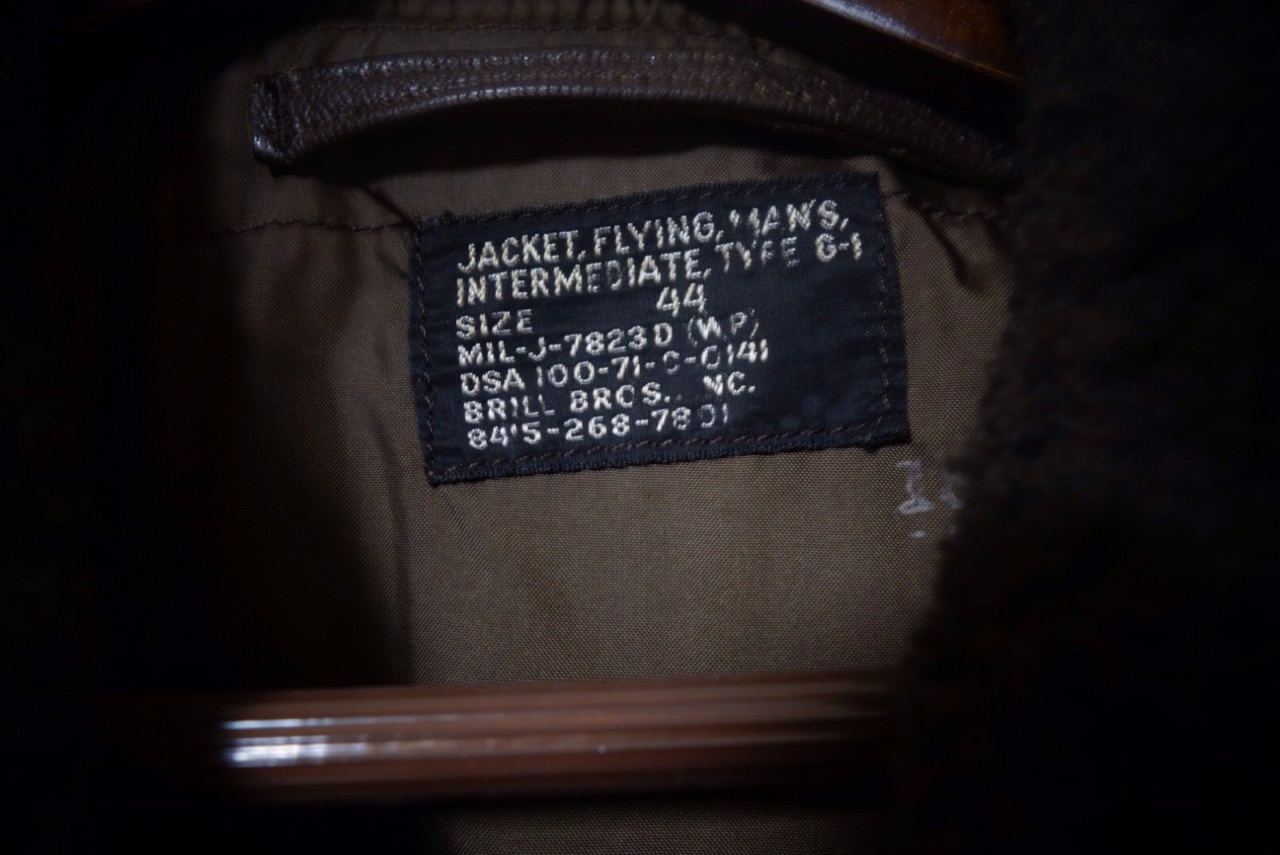 JACKET, FLYING, MAN'S,
INTERMEDIATE, TYPE G-1
SIZE 44
MIL-J-7823D (W.P)
DSA 100-71-C-0141
BRILL BROS., INC.
8415-268-7801